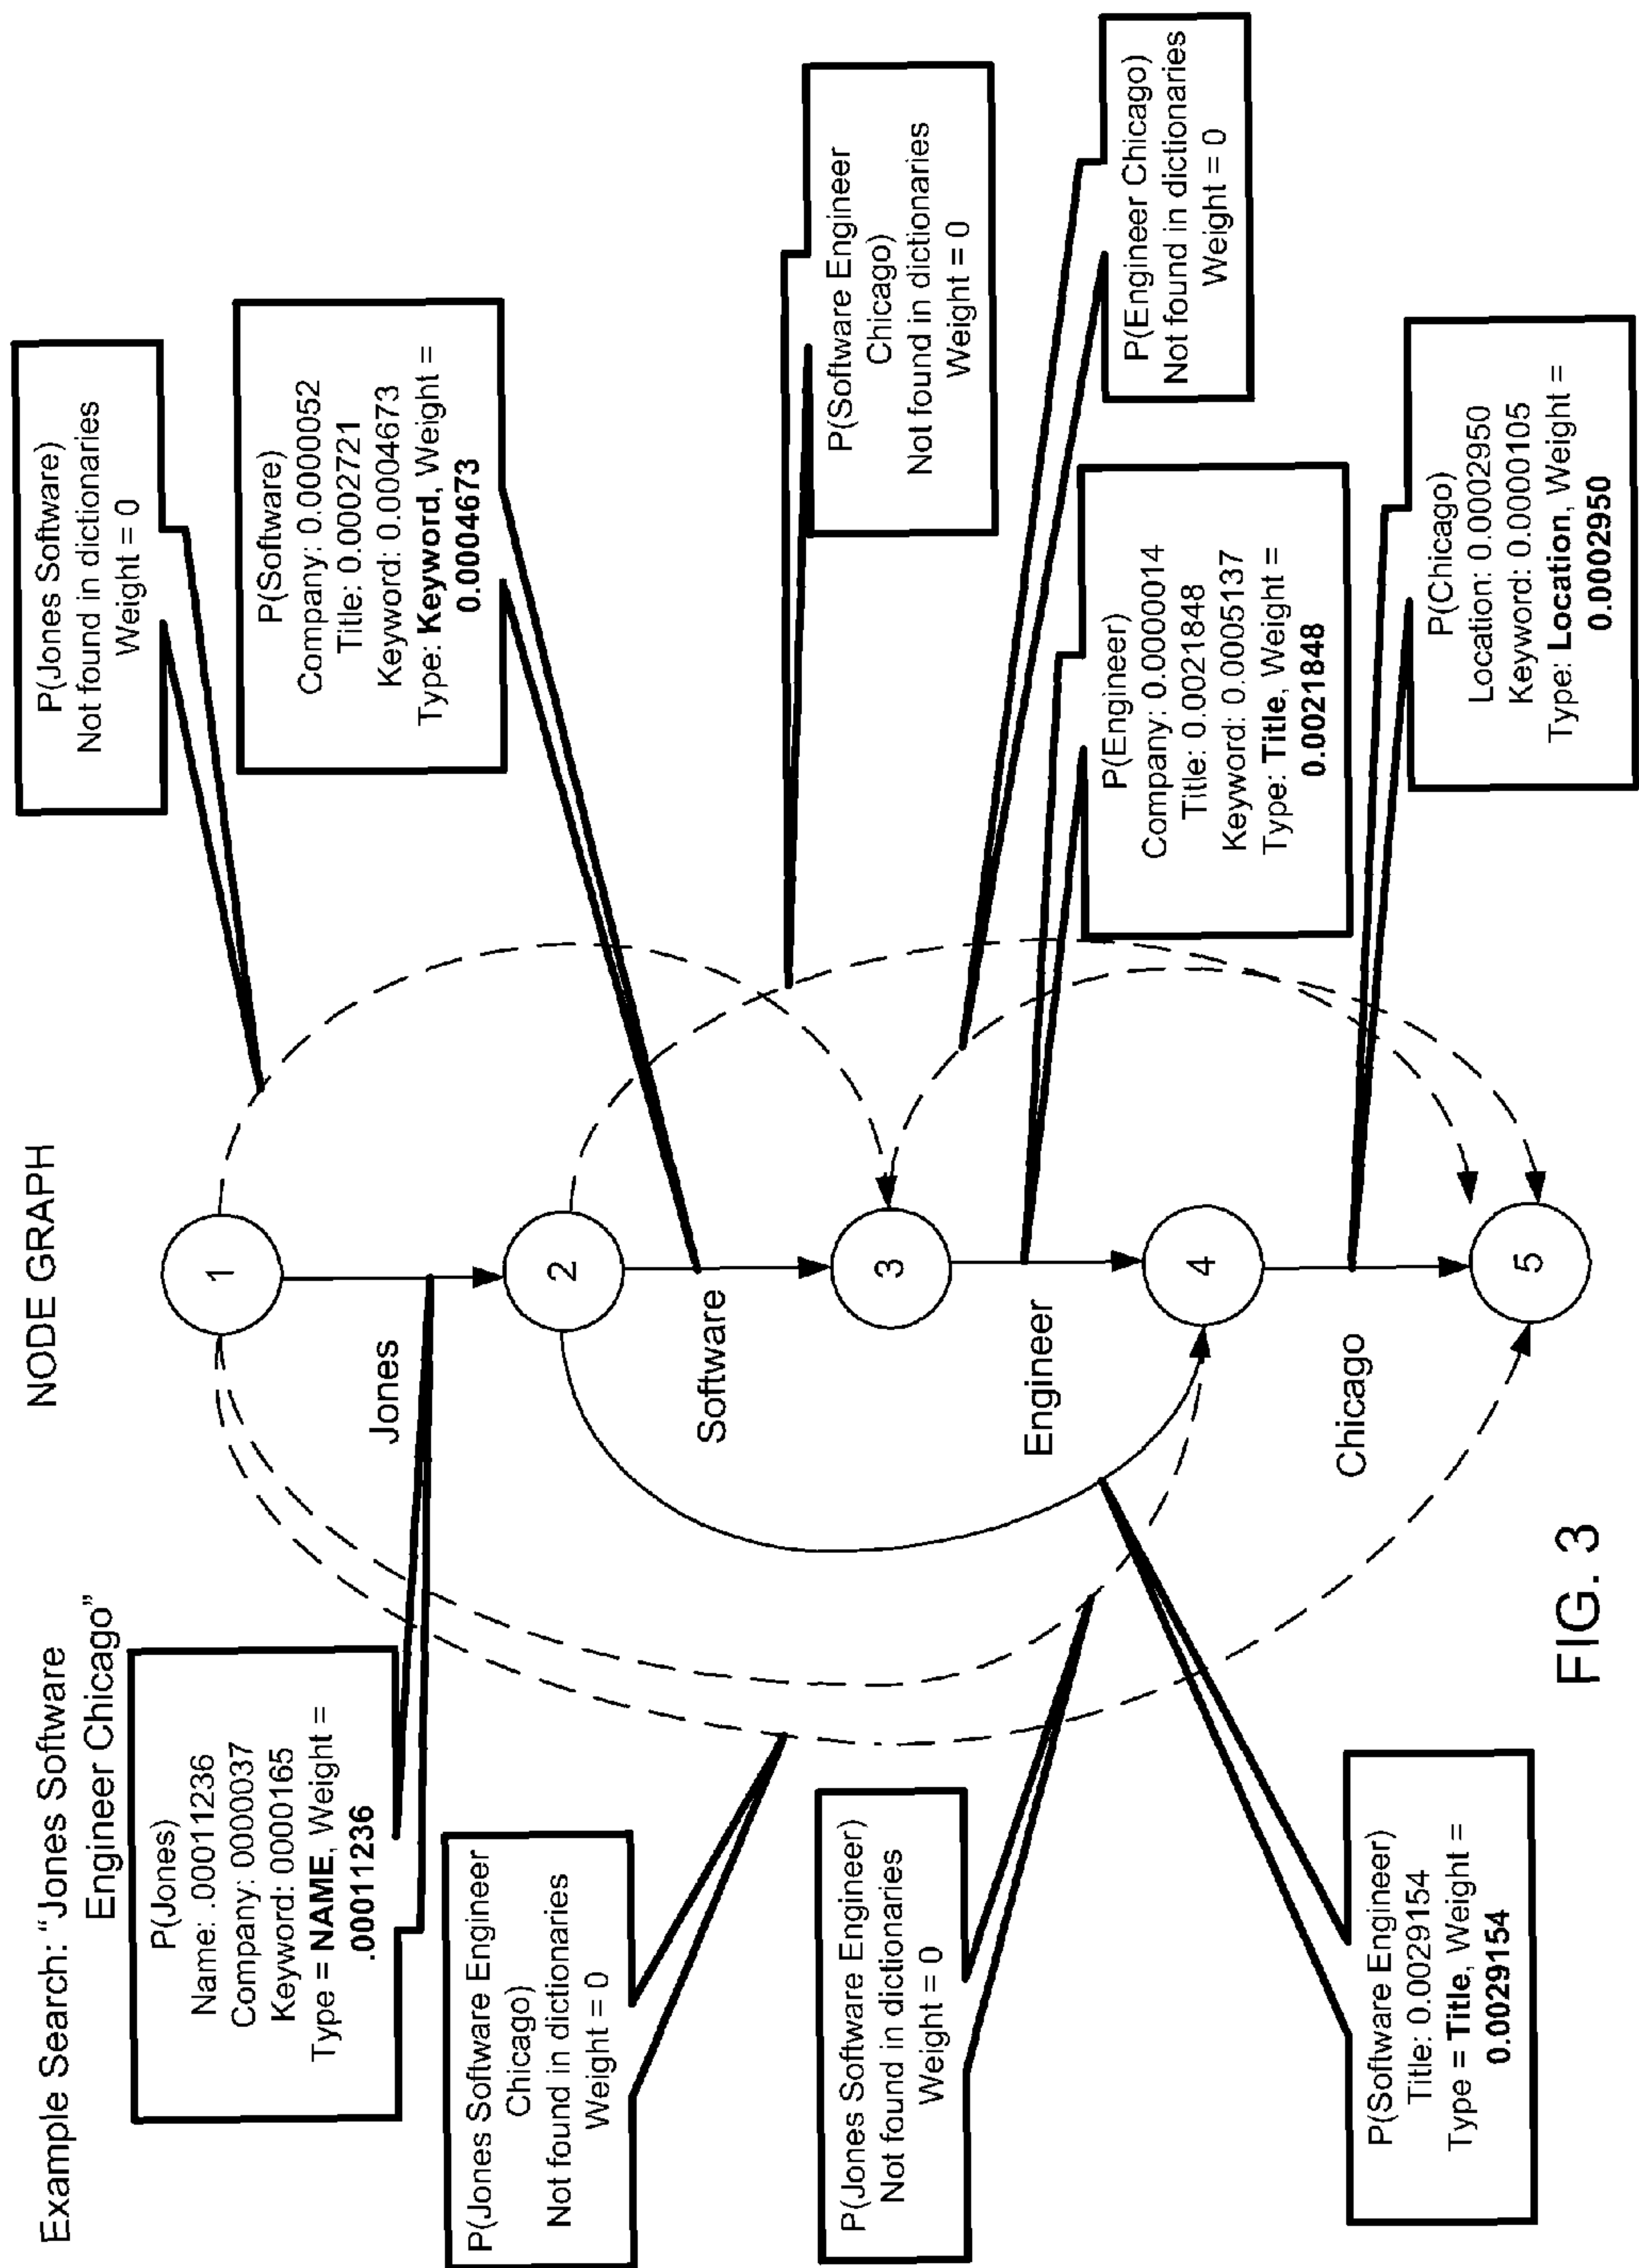 Example Search: "Jones Software
Engineer Chicago"
NODE GRAPH
P(Jones)
Name: .00011236
Company: 0000037
Keyword: 0000165
Type = NAME, Weight =
.00011236
P(Jones Software Engineer
Chicago)
Not found in dictionaries
Weight = 0
P(Jones Software Engineer)
Not found in dictionaries
Weight = 0
P(Software Engineer)
Title: 0.0029154
Type = Title, Weight =
0.0029154
1
Jones
2
Software
3
Engineer
4
Chicago
5
P(Jones Software)
Not found in dictionaries
Weight = 0
P(Software)
Company: 0.0000052
Title: 0.0002721
Keyword: 0.0004673
Type: Keyword, Weight =
0.0004673
P(Software Engineer
Chicago)
Not found in dictionaries
Weight = 0
P(Engineer Chicago)
Not found in dictionaries
Weight = 0
P(Engineer)
Company: 0.0000014
Title: 0.0021848
Keyword: 0.0005137
Type: Title, Weight =
0.0021848
P(Chicago)
Location: 0.0002950
Keyword: 0.0000105
Type: Location, Weight =
0.0002950
FIG. 3